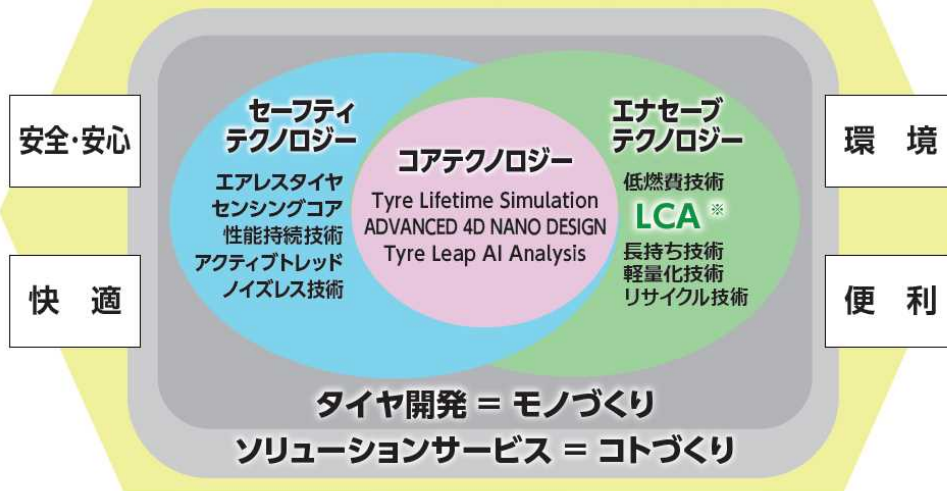 安全・安心
快 適
セーフティ
テクノロジー
エアレスタイヤ
センシングコア
性能持続技術
アクティブトレッド
ノイズレス技術
コアテクノロジー
Tyre Lifetime Simulation
ADVANCED 4D NANO DESIGN
Tyre Leap AI Analysis
エナセーブ
テクノロジー
低燃費技術
LCA ※
長持ち技術
軽量化技術
リサイクル技術
環 境
便 利
タイヤ開発 = モノづくり
ソリューションサービス = コトづくり